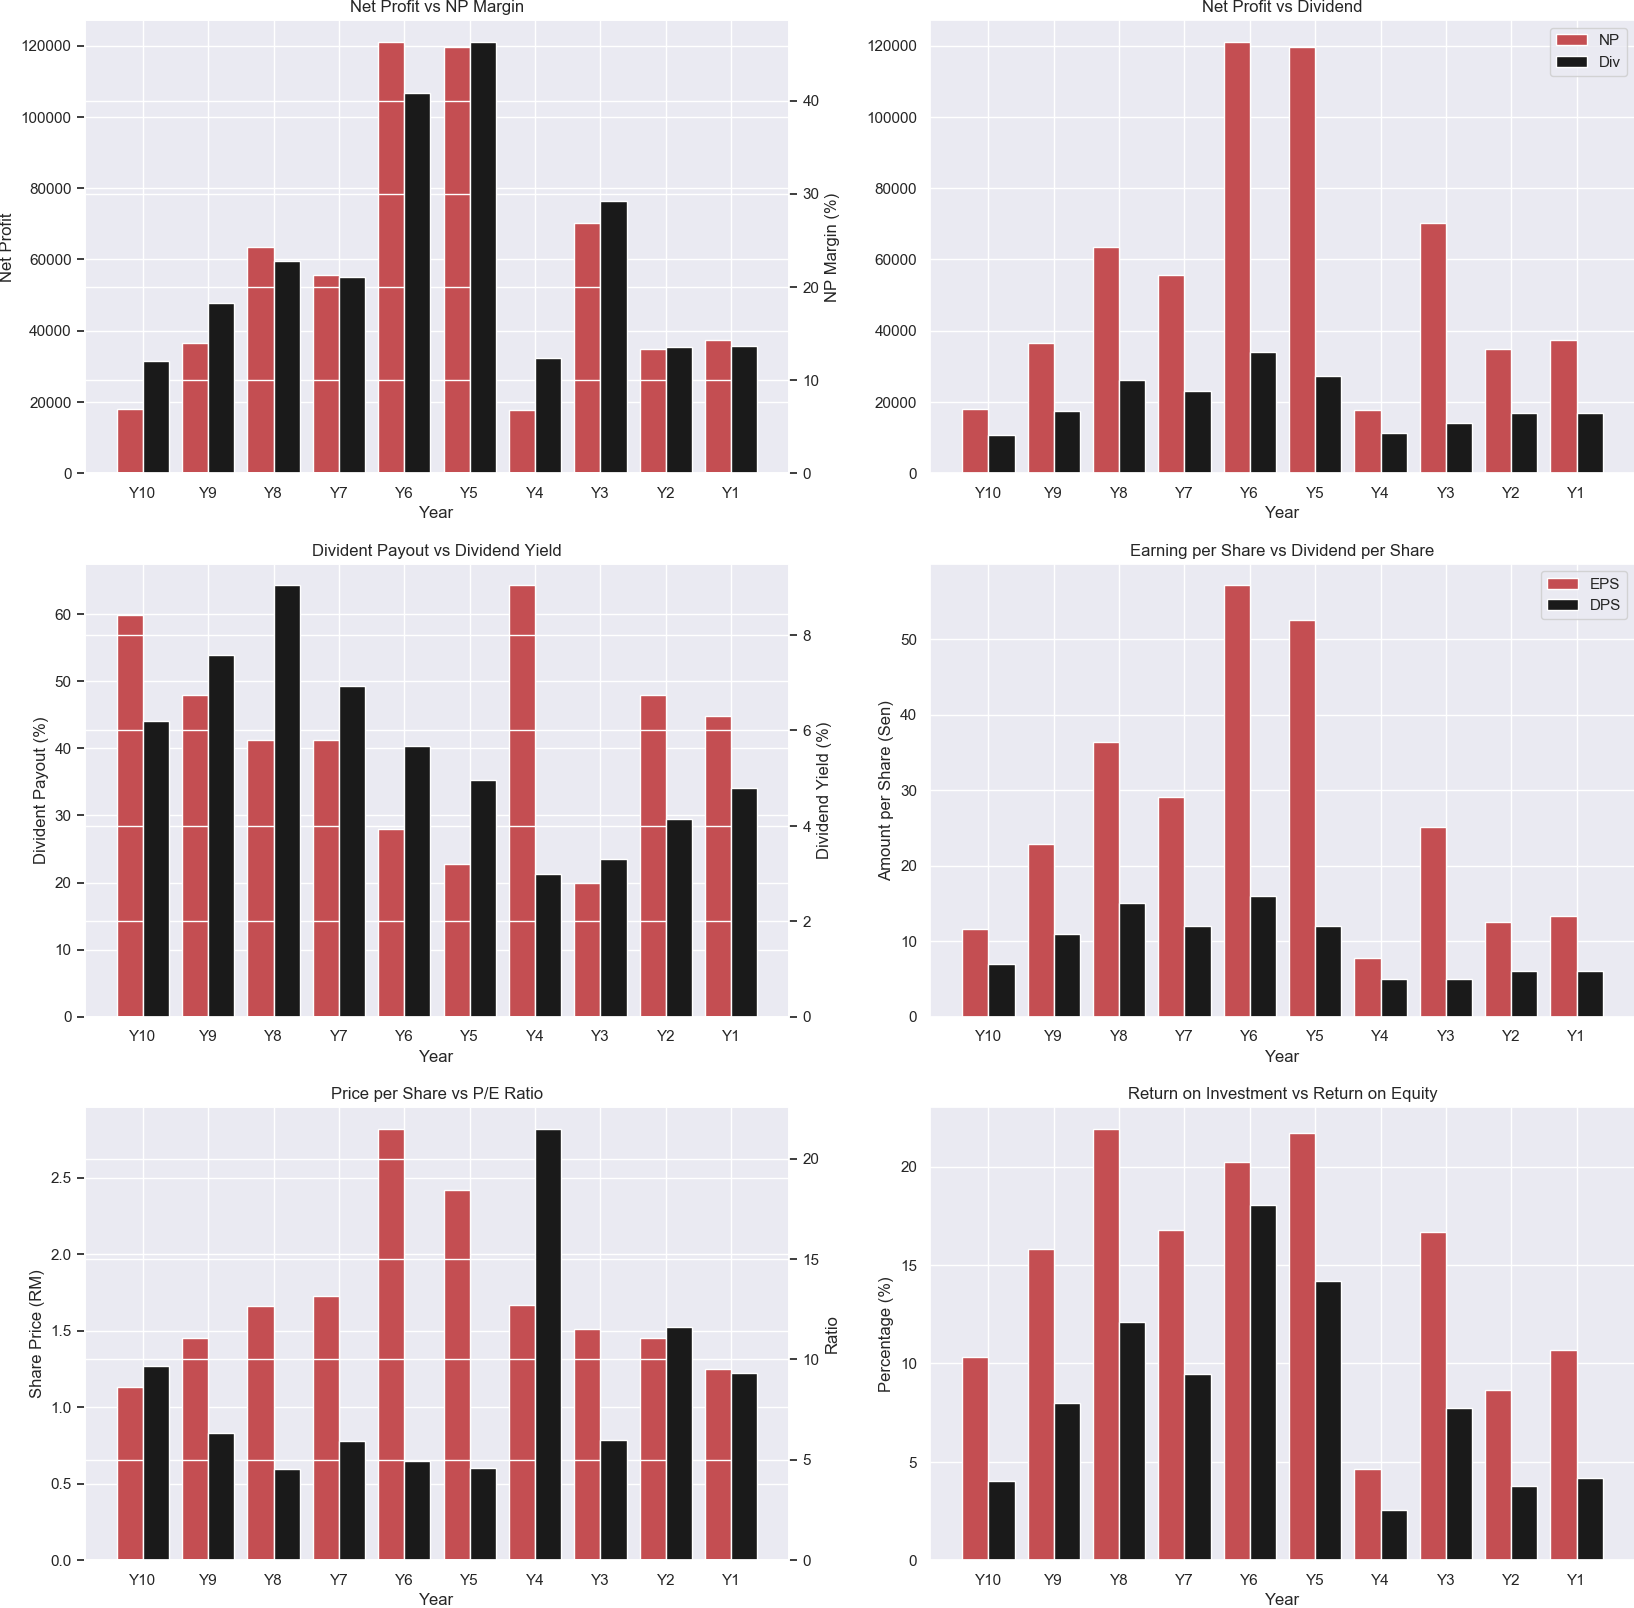 Net Profit vs NP Margin
120000
100000
80000
60000
40000
20000
0
Net Profit
40
30
20
10
0
NP Margin (%)
Y10 Y9 Y8 Y7 Y6 Y5 Y4 Y3 Y2 Y1
Year
Net Profit vs Dividend
NP
Div
120000
100000
80000
60000
40000
20000
0
Y10 Y9 Y8 Y7 Y6 Y5 Y4 Y3 Y2 Y1
Year
Divident Payout vs Dividend Yield
60
50
40
30
20
10
0
Divident Payout (%)
8
6
4
2
0
Dividend Yield (%)
Y10 Y9 Y8 Y7 Y6 Y5 Y4 Y3 Y2 Y1
Year
Earning per Share vs Dividend per Share
EPS
DPS
50
40
30
20
10
0
Amount per Share (Sen)
Y10 Y9 Y8 Y7 Y6 Y5 Y4 Y3 Y2 Y1
Year
Price per Share vs P/E Ratio
2.5
2.0
1.5
1.0
0.5
0.0
Share Price (RM)
20
15
10
5
0
Ratio
Y10 Y9 Y8 Y7 Y6 Y5 Y4 Y3 Y2 Y1
Year
Return on Investment vs Return on Equity
20
15
10
5
0
Percentage (%)
Y10 Y9 Y8 Y7 Y6 Y5 Y4 Y3 Y2 Y1
Year